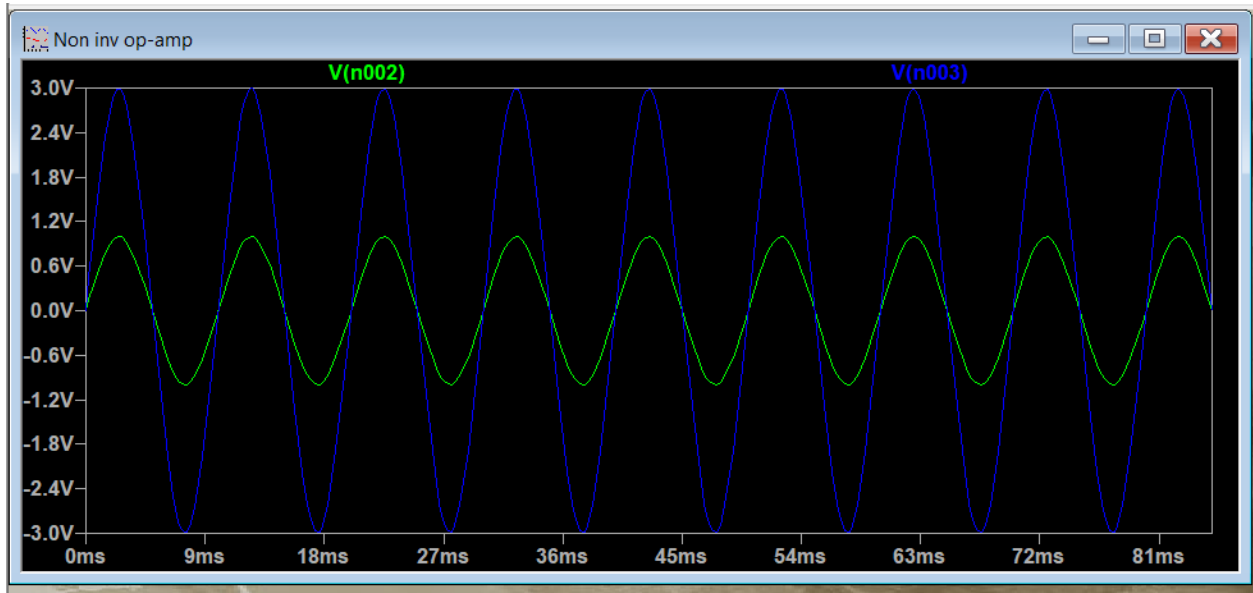 Non inv op-amp
V(n002) V(n003)
3.0V
2.4V
1.8V
1.2V
0.6V
0.0V
-0.6V
-1.2V
-1.8V
-2.4V
-3.0V
0ms 9ms 18ms 27ms 36ms 45ms 54ms 63ms 72ms 81ms